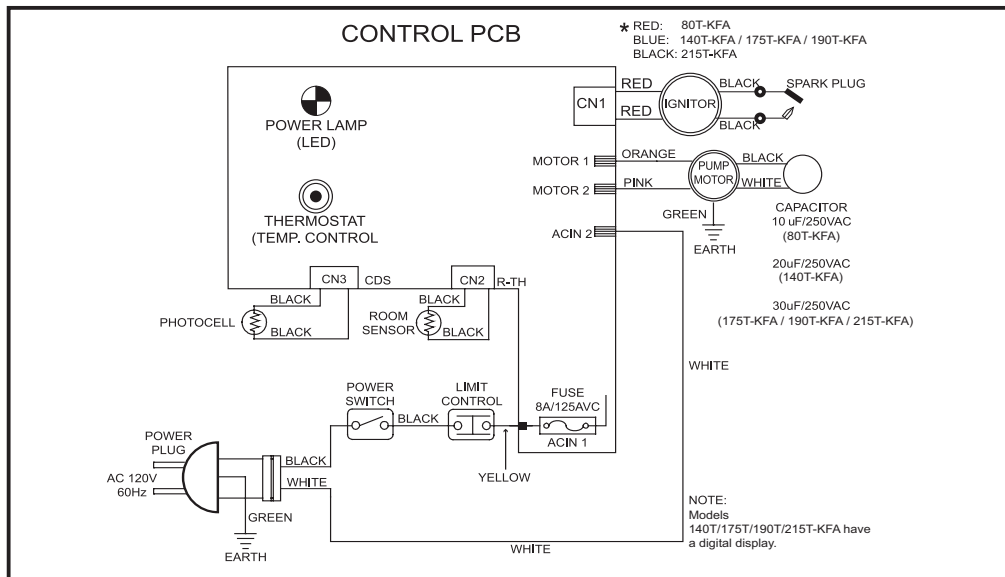 CONTROL PCB
* RED: 80T-KFA
BLUE: 140T-KFA / 175T-KFA / 190T-KFA
BLACK: 215T-KFA
POWER LAMP
(LED)
THERMOSTAT
(TEMP. CONTROL
CN1
RED
RED
IGNITOR
BLACK
BLACK
SPARK PLUG
MOTOR 1
ORANGE
MOTOR 2
PINK
PUMP
MOTOR
BLACK
WHITE
GREEN
EARTH
CAPACITOR
10 uF/250VAC
(80T-KFA)
20uF/250VAC
(140T-KFA)
30uF/250VAC
(175T-KFA / 190T-KFA / 215T-KFA)
ACIN 2
CN3
CDS
CN2
R-TH
BLACK
BLACK
PHOTOCELL
BLACK
BLACK
ROOM
SENSOR
WHITE
POWER
SWITCH
BLACK
LIMIT
CONTROL
FUSE
8A/125AVC
ACIN 1
YELLOW
POWER
PLUG
AC 120V
60Hz
BLACK
WHITE
GREEN
EARTH
WHITE
NOTE:
Models
140T/175T/190T/215T-KFA have
a digital display.